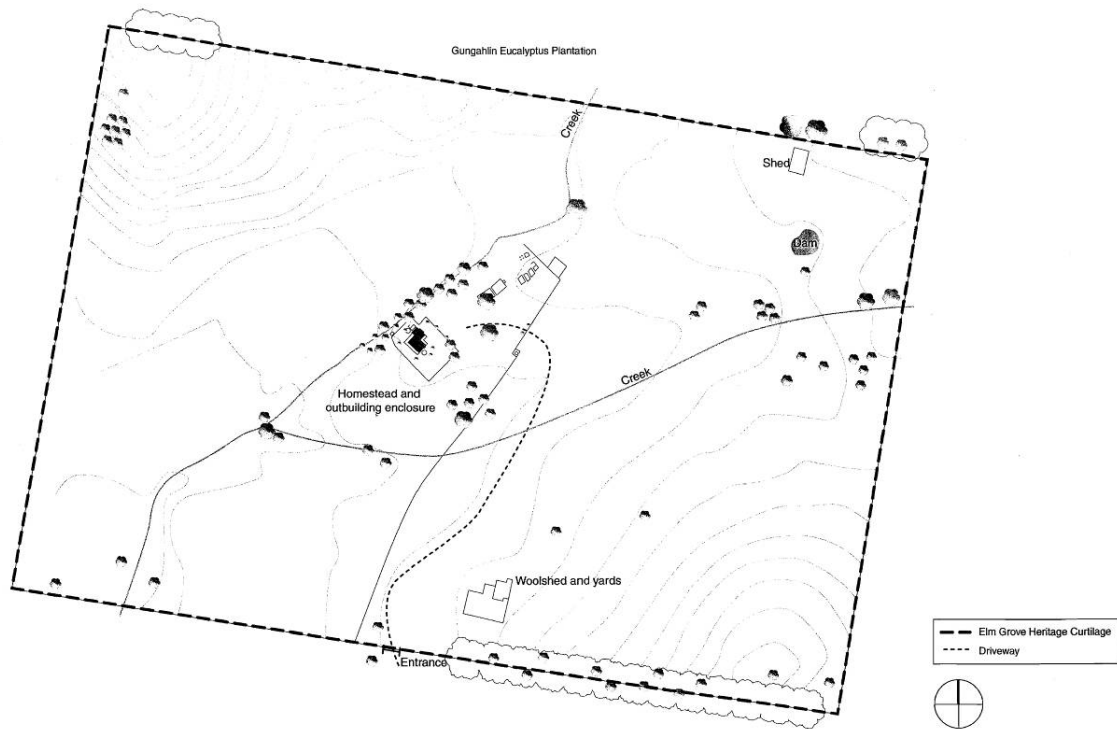 Gungahlin Eucalyptus Plantation
Creek
Shed
Dam
Creek
Homestead and
outbuilding enclosure
Woolshed and yards
Entrance
Elm Grove Heritage Curtilage
Driveway